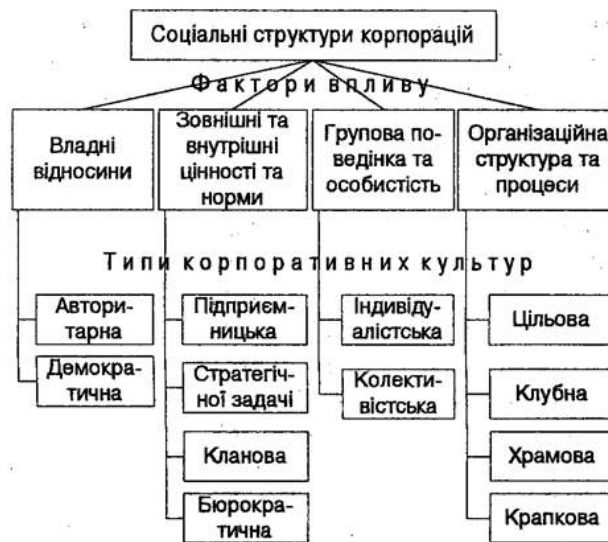 Соціальні структури корпорацій
Фактори впливу
Владні
відносини
Зовнішні та
внутрішні
цінності та
норми
Групова по-
ведінка та
особистість
Організаційна
структура та
процеси
Типи корпоративних культур
Автори-
тарна
Демокра-
тична
Підприєм-
ницька
Стратегіч-
ної задачі
Кланова
Бюрокра-
тична
Індивіду-
алістська
Колекти-
вістська
Цільова
Клубна
Храмова
Крапкова